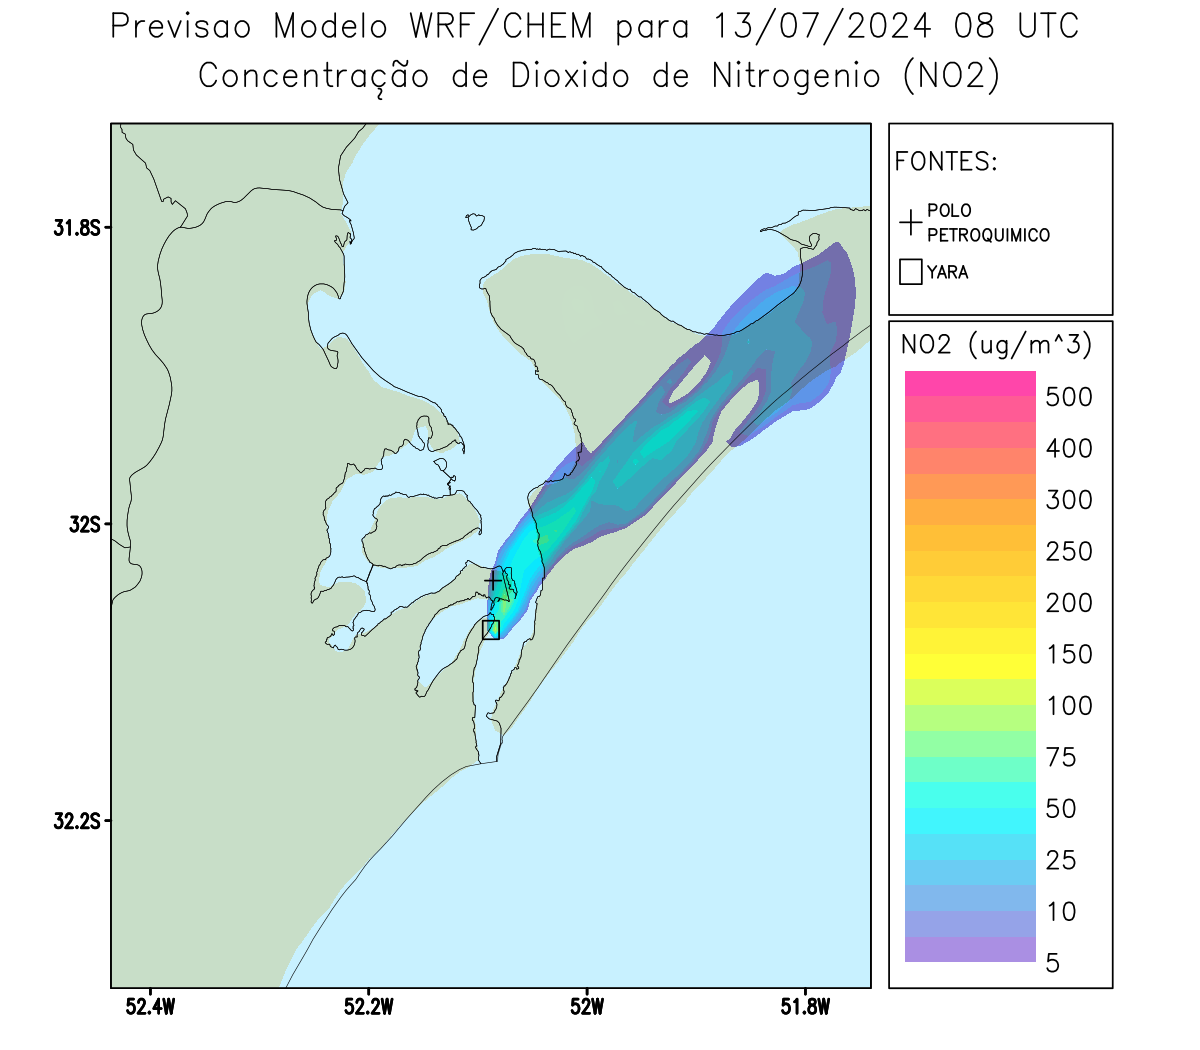 Previsao Modelo WRF/CHEM para 13/07/2024 08 UTC
Concentração de Dioxido de Nitrogenio (NO2)
FONTES:
POLO
PETROQUIMICO
YARA
NO2 (ug/m^3)
500
400
300
250
200
150
100
75
50
25
10
5
31.8S
32S
32.2S
52.4W
52.2W
52W
51.8W